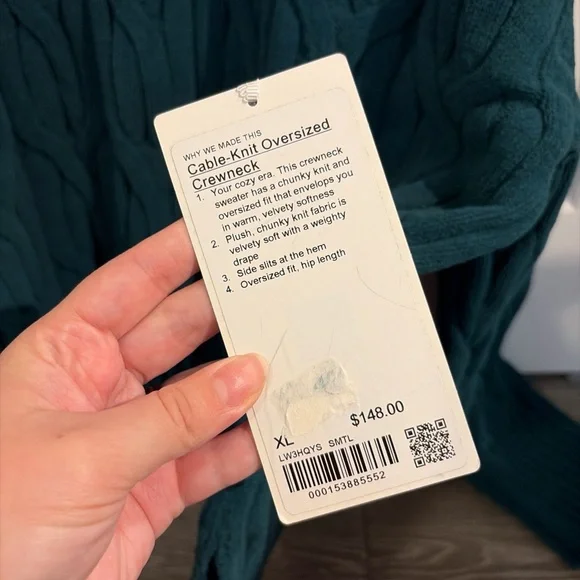 WHY WE MADE THIS
Cable-Knit Oversized
Crewneck
1. Your cozy era. This crewneck
sweater has a chunky knit and
oversized fit that envelops you
in warm, velvety softness
2. Plush, chunky knit fabric is
velvety soft with a weighty
drape
3. Side slits at the hem
4. Oversized fit, hip length
XL $148.00
LW3HQYS SMTL
000153885552